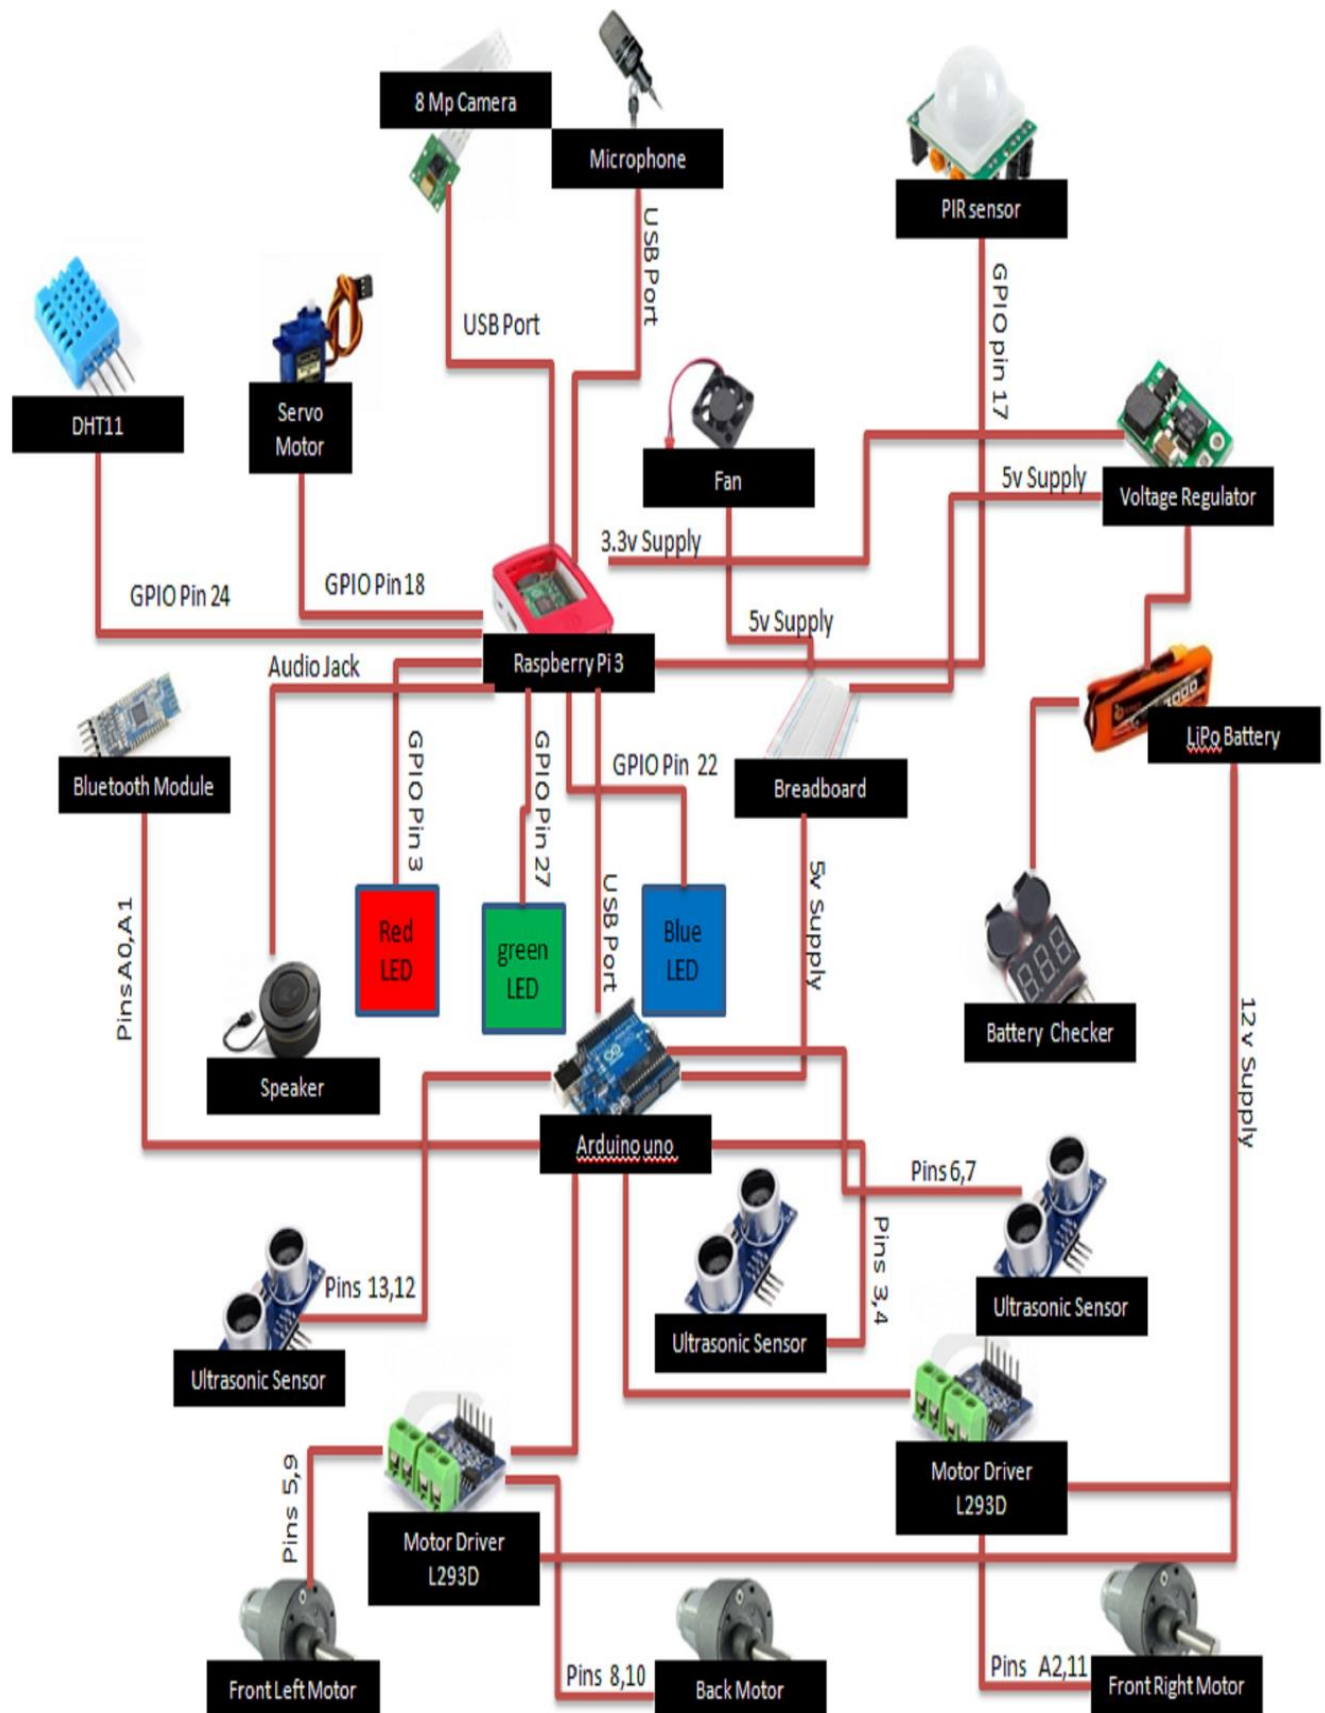 8 Mp Camera
Microphone
PIR sensor
USB Port
USB Port
GPIO pin 17
DHT11
Servo
Motor
Fan
5v Supply
Voltage Regulator
3.3v Supply
GPIO Pin 24
GPIO Pin 18
5v Supply
Audio Jack
Raspberry Pi 3
LiPo Battery
Bluetooth Module
GPIO Pin 3
GPIO Pin 27
GPIO Pin 22
Breadboard
Pins A0,A1
Red
LED
green
LED
USB Port
Blue
LED
5v Supply
8.8.8
Battery Checker
12 v Supply
Speaker
Arduino uno
Pins 6,7
Pins 3,4
Pins 13,12
Ultrasonic Sensor
Ultrasonic Sensor
Ultrasonic Sensor
Pins 5,9
Motor Driver
L293D
Motor Driver
L293D
Front Left Motor
Pins 8,10
Back Motor
Pins A2,11
Front Right Motor